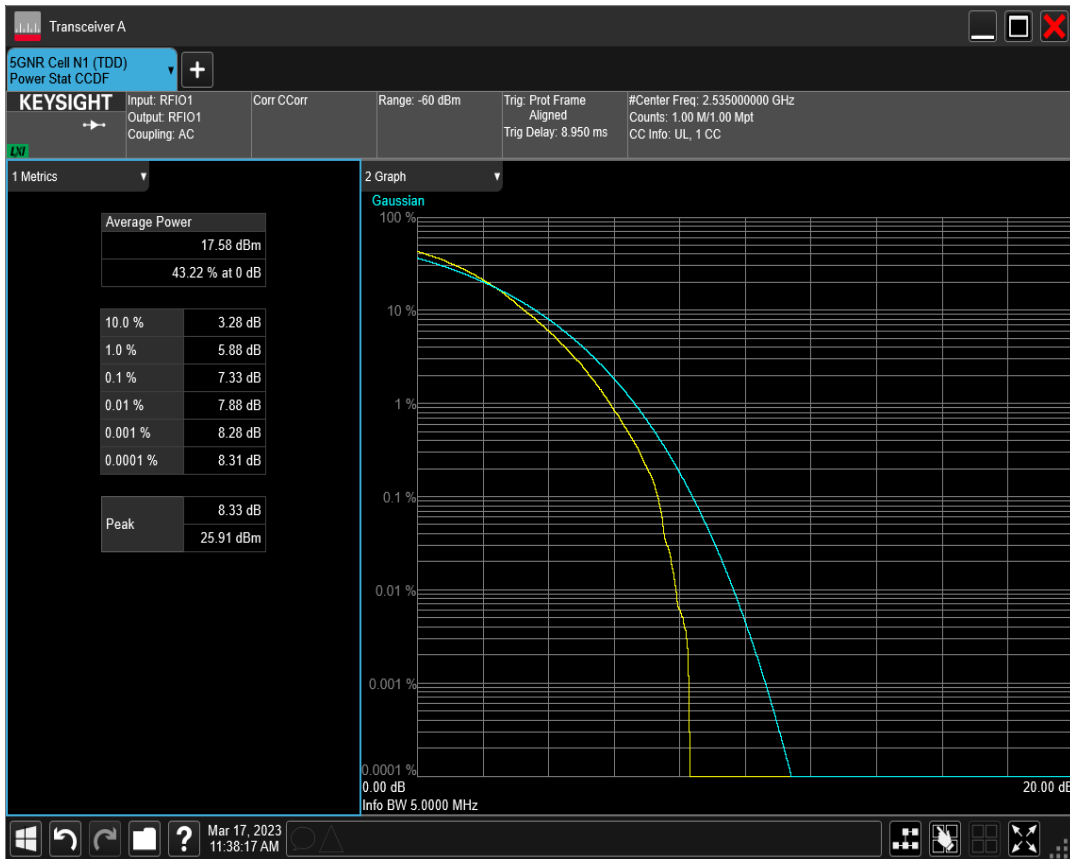 Transceiver A
5GNR Cell N1 (TDD)
Power Stat CCDF
+
KEYSIGHT
LXI
Input: RFIO1
Output: RFIO1
Coupling: AC
Corr CCorr
Range: -60 dBm
Trig: Prot Frame
Aligned
Trig Delay: 8.950 ms
#Center Freq: 2.535000000 GHz
Counts: 1.00 M/1.00 Mpt
CC Info: UL, 1 CC
1 Metrics
Average Power
17.58 dBm
43.22 % at 0 dB
10.0 % 3.28 dB
1.0 % 5.88 dB
0.1 % 7.33 dB
0.01 % 7.88 dB
0.001 % 8.28 dB
0.0001 % 8.31 dB
Peak
8.33 dB
25.91 dBm
2 Graph
Gaussian
100 %
10 %
1 %
0.1 %
0.01 %
0.001 %
0.0001 %
0.00 dB 20.00 dB
Info BW 5.0000 MHz
?
Mar 17, 2023
11:38:17 AM